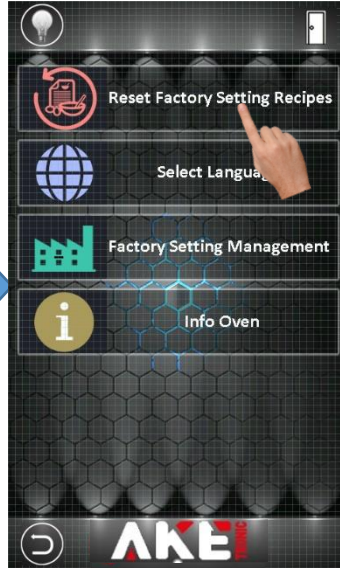 Reset Factory Setting Recipes
Select Languag
Factory Setting Management
i
Info Oven
AKE